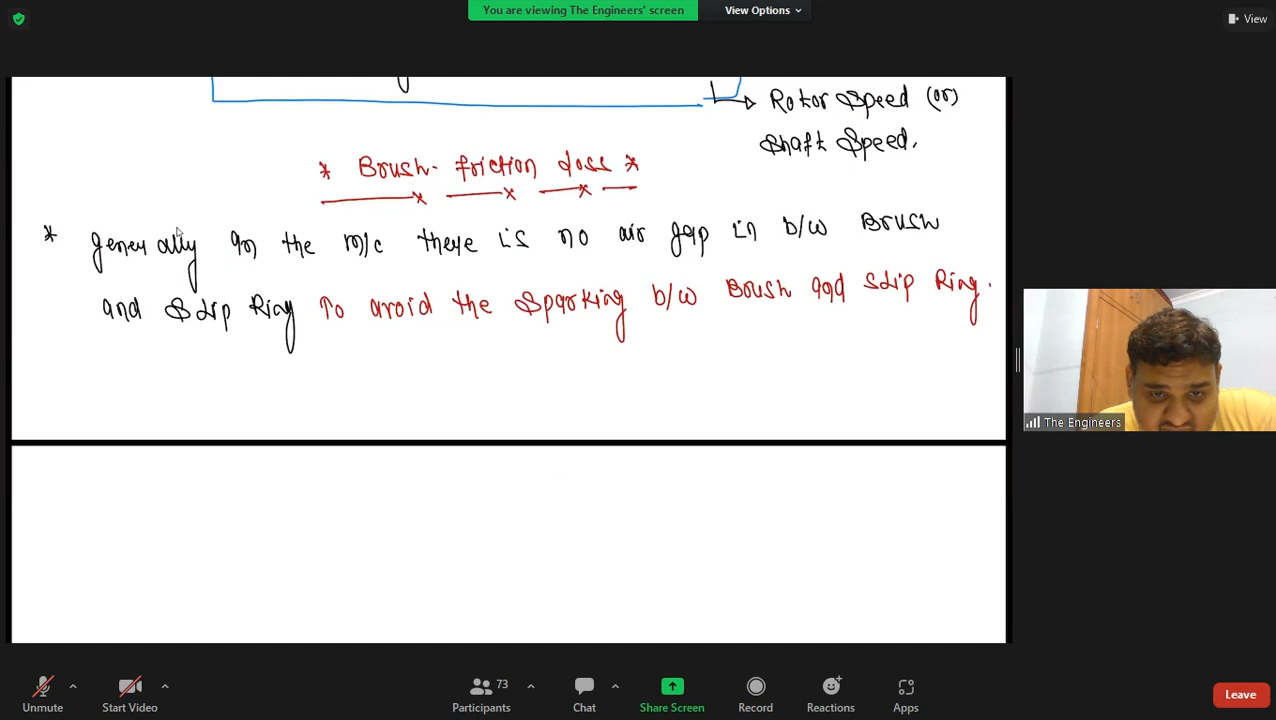 You are viewing The Engineers' screen
View Options
View
Rotor Speed (or)
Shaft Speed.
* Brush- friction loss *
* generally in the m/c there is no air gap in b/w Brush
and Slip Ring To avoid the Sparking b/w Brush and slip Ring.
The Engineers
Unmute
Start Video
73
Participants
Chat
Share Screen
Record
Reactions
Apps
Leave